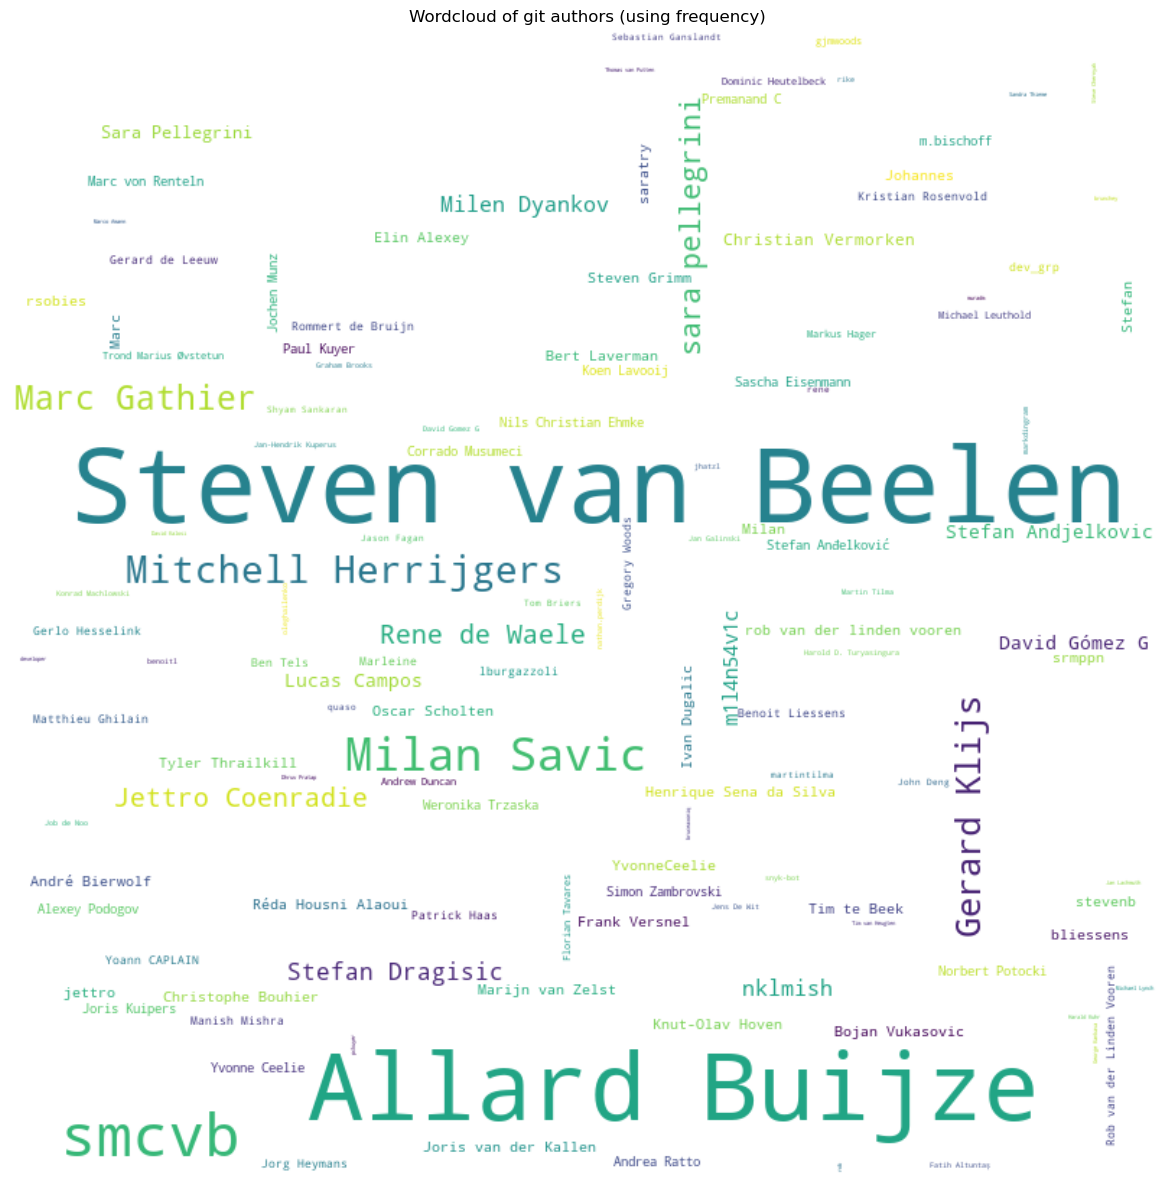 Wordcloud of git authors (using frequency)
Sebastian Ganslandt
gjmwoods
Thomas van Putten
Dominic Heutelbeck
rike
Premanand C
Sandra Thieme
Sara Pellegrini
m.bischoff
saratry
sara pellegrini
Marc von Renteln
Johannes
Kristian Rosenvold
Milen Dyankov
Elin Alexey
Christian Vermorken
Gerard de Leeuw
Jochen Munz
Steven Grimm
dev_grp
rsobies
Marc
Rommert de Bruijn
Michael Leuthold
Stefan
Markus Hager
Paul Kuyer
Trond Marius Øvstetun
Graham Brooks
Bert Laverman
Koen Lavooij
Sascha Eisenmann
rene
Marc Gathier
Shyam Sankaran
Nils Christian Ehmke
David Gomez G
markdingram
Jan-Hendrik Kuperus
Corrado Musumeci
jhatzl
Steven van Beelen
Jason Fagan
Gregory Woods
Milan
Jan Galinski
Stefan Anđelković
Stefan Andjelkovic
Mitchell Herrijgers
Konrad Wachlowski
Tom Briers
Martin Tilma
Gerlo Hesselink
Rene de Waele
m1l4n54v1c
rob van der linden vooren
David Gómez G
Harold D. Turyasingura
srmppn
developer
benoitl
Ben Tels
Marleine
lburgazzoli
Lucas Campos
Ivan Dugalic
Matthieu Ghilain
quaso
Oscar Scholten
Benoit Liessens
Gerard Klijs
Milan Savic
Tyler Thrailkill
Andrew Duncan
martintilma
John Deng
Jettro Coenradie
Weronika Trzaska
Henrique Sena da Silva
Job de Noo
YvonneCeelie
snyk-bot
André Bierwolf
Simon Zambrovski
Alexey Podogov
Réda Housni Alaoui
Patrick Haas
Florian Tavares
Frank Versnel
Jens De Wit
Tim te Beek
stevenb
bliessens
Yoann CAPLAIN
Stefan Dragisic
Norbert Potocki
jettro
Christophe Bouhier
Marijn van Zelst
nklmish
Joris Kuipers
Manish Mishra
Knut-Olav Hoven
Bojan Vukasovic
Rob van der Linden Vooren
Yvonne Ceelie
Allard Buijze
smcvb
Joris van der Kallen
Jorg Heymans
Andrea Ratto
Fatih Altuntaş